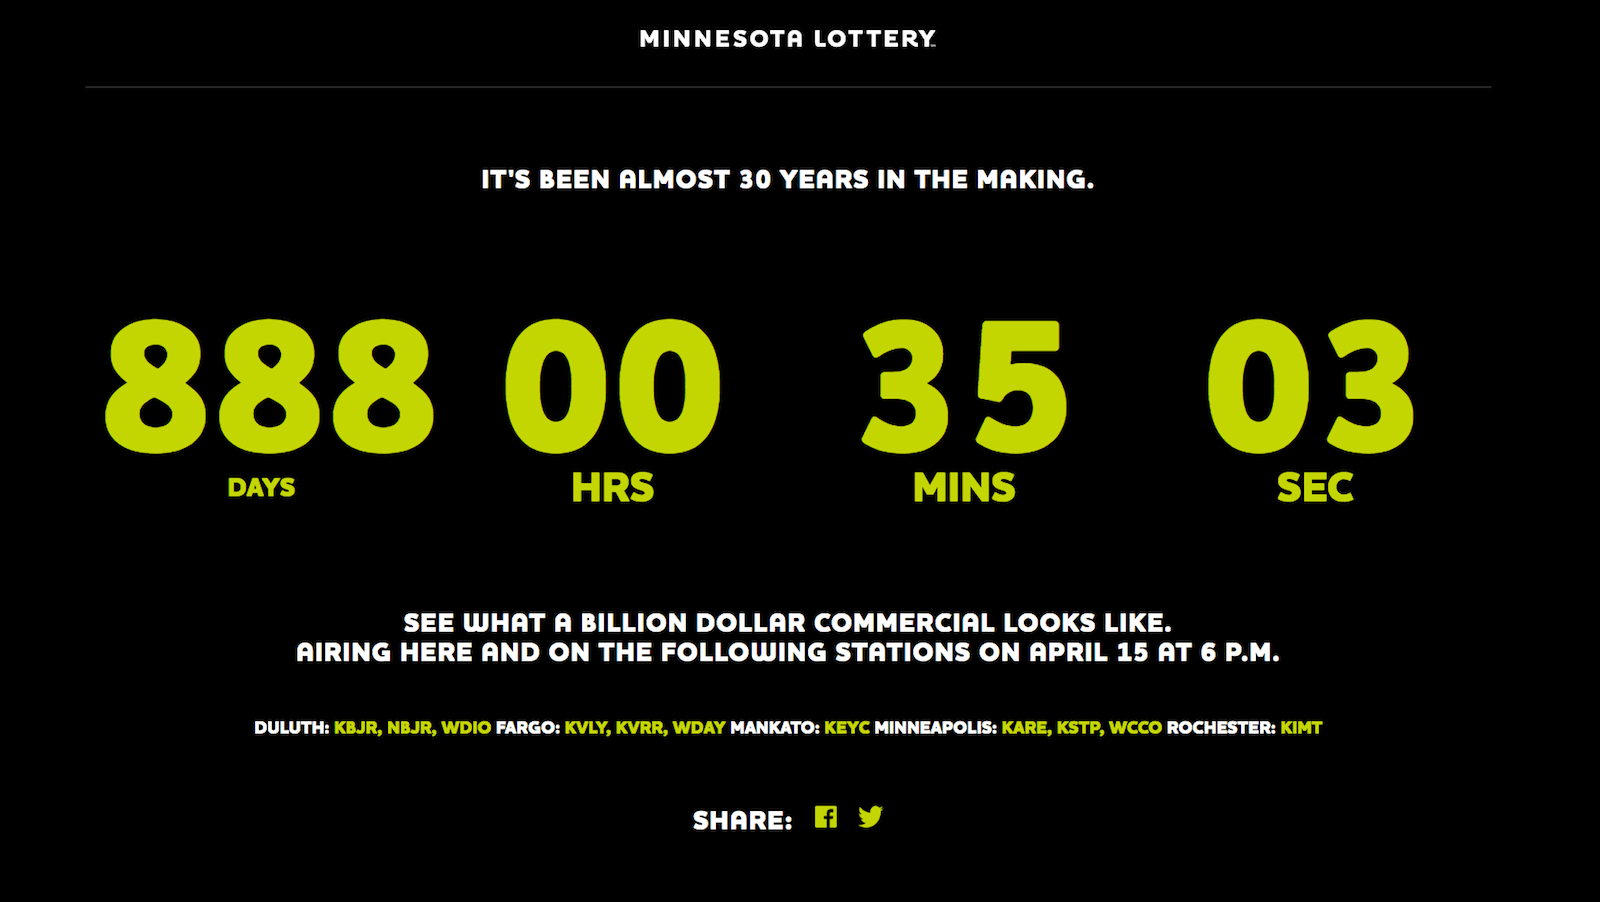 MINNESOTA LOTTERY
IT'S BEEN ALMOST 30 YEARS IN THE MAKING.
888 00 35 03
DAYS HRS MINS SEC
SEE WHAT A BILLION DOLLAR COMMERCIAL LOOKS LIKE.
AIRING HERE AND ON THE FOLLOWING STATIONS ON APRIL 15 AT 6 P.M.
DULUTH: KBJR, NBJR, WDIO FARGO: KVLY, KVRR, WDAY MANKATO: KEYC MINNEAPOLIS: KARE, KSTP, WCCO ROCHESTER: KIMT
SHARE: